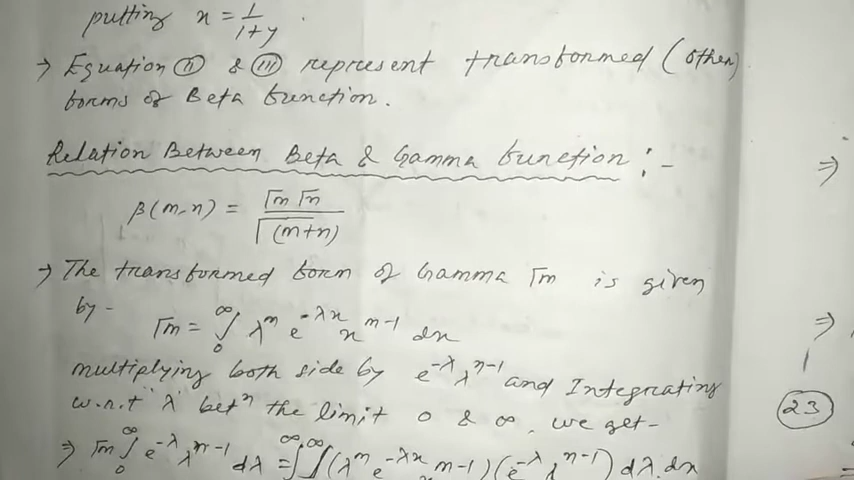 putting x = 1/(1+y) .
→ Equation (II) & (III) represent transformed (other)
forms of Beta function.
Relation Between Beta & Gamma function :-
β(m,n) = Γm Γn / Γ(m+n)
→ The transformed form of Gamma Γm is given
by -
Γm = ∫₀^∞ λ^m e^{-λx} x^{m-1} dx
multiplying both side by e^{-λ} λ^{n-1} and Integrating
w.r.t "λ" betⁿ the limit 0 & ∞, we get-
⇒ Γm ∫₀^∞ e^{-λ} λ^{n-1} dλ = ∫₀^∞ ∫^∞ (λ^m e^{-λx} x^{m-1}) (e^{-λ} λ^{n-1}) dλ.dx
⇒
⇒
23